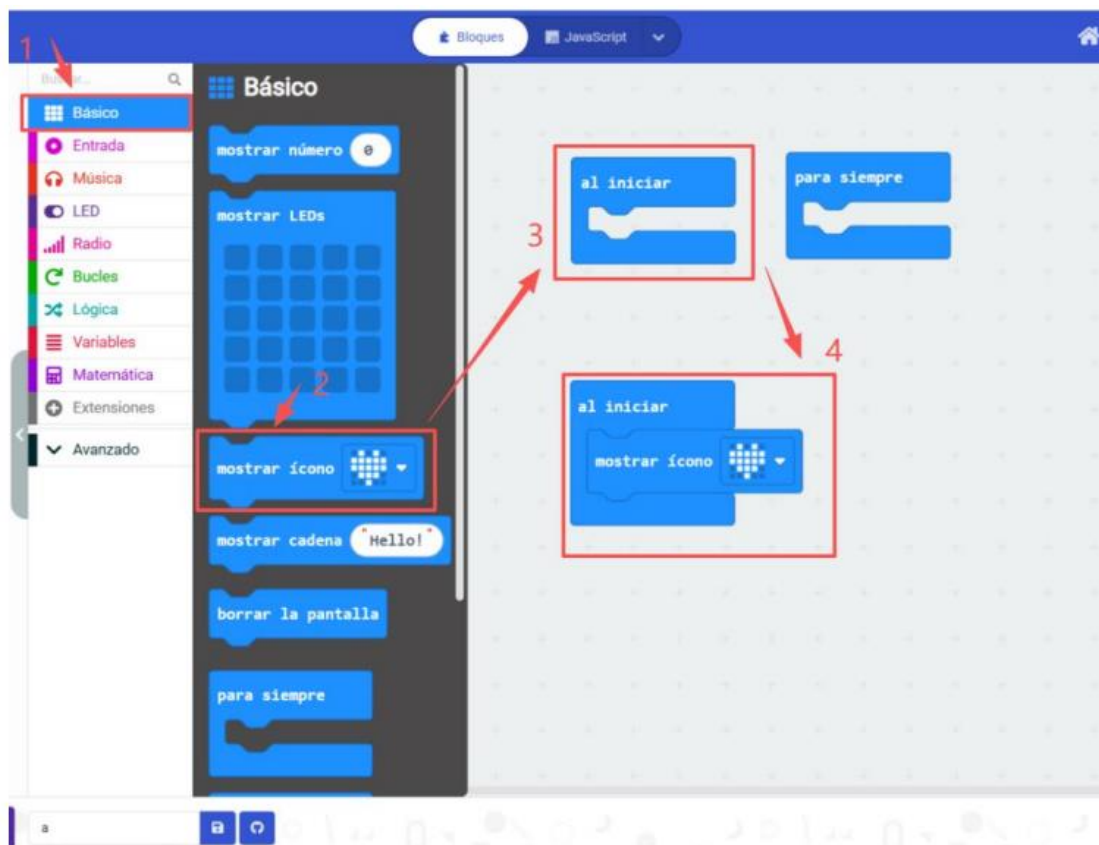 Bloques
JavaScript
1
Buscar...
Básico
Entrada
Música
LED
Radio
Bucles
Lógica
Variables
Matemática
Extensiones
Avanzado
Básico
mostrar número 0
mostrar LEDs
2
mostrar ícono
mostrar cadena "Hello!"
borrar la pantalla
para siempre
3
al iniciar
para siempre
4
al iniciar
mostrar ícono
a